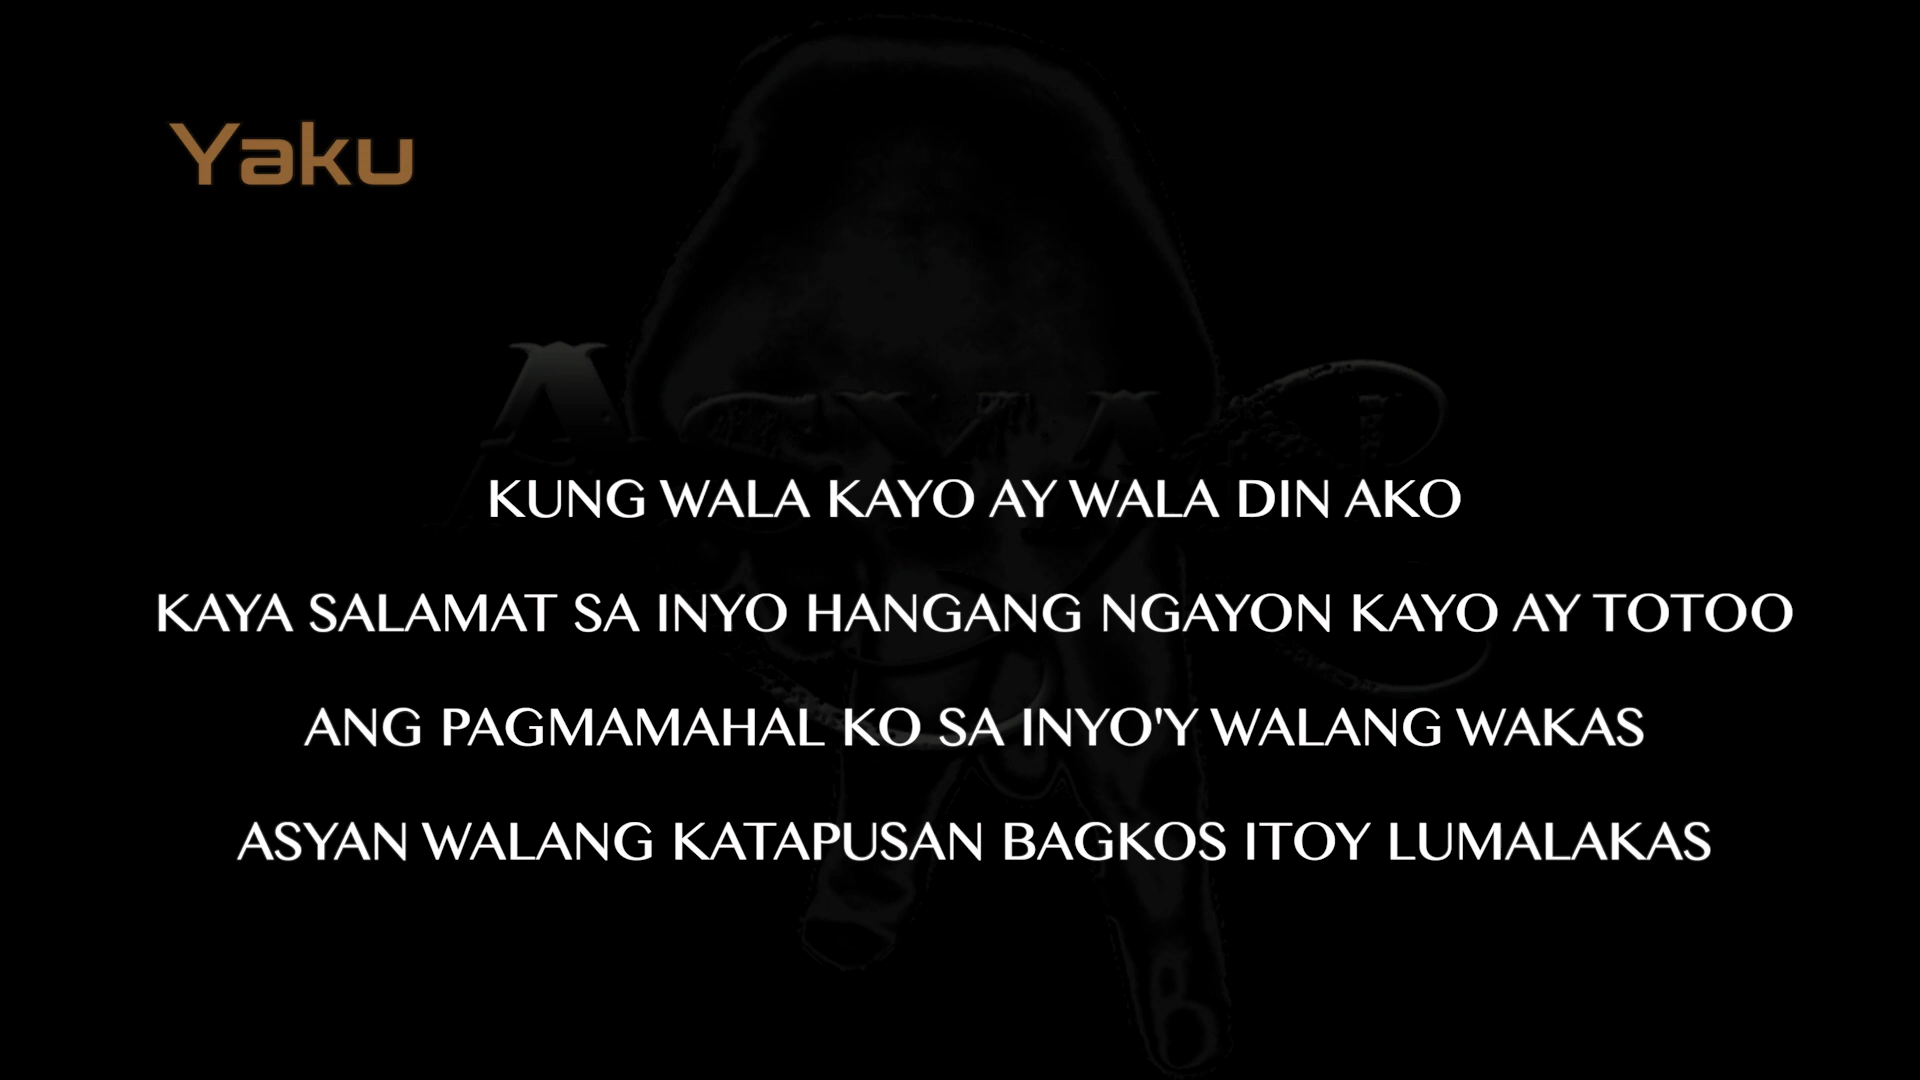 Yaku
KUNG WALA KAYO AY WALA DIN AKO
KAYA SALAMAT SA INYO HANGANG NGAYON KAYO AY TOTOO
ANG PAGMAMAHAL KO SA INYO'Y WALANG WAKAS
ASYAN WALANG KATAPUSAN BAGKOS ITOY LUMALAKAS